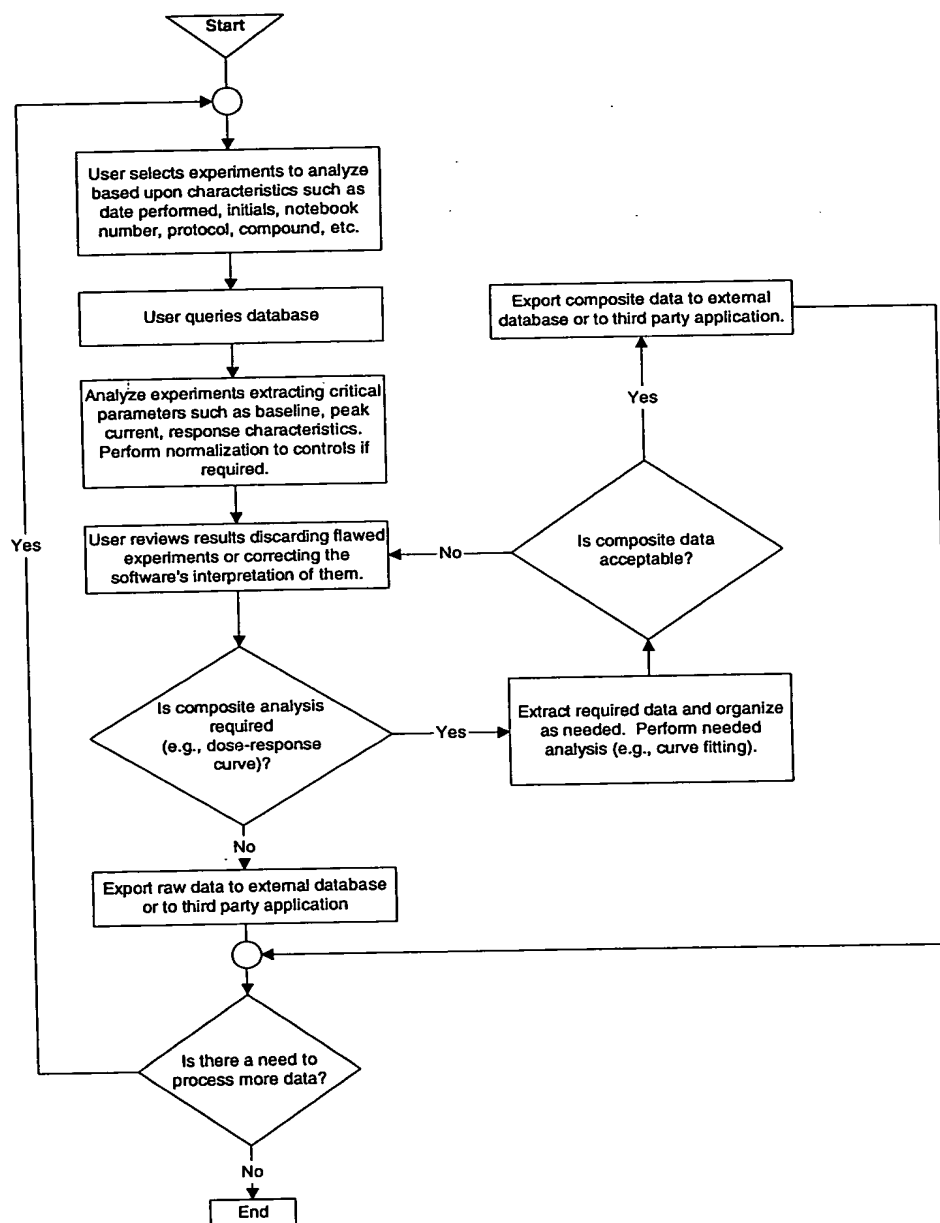 Start
User selects experiments to analyze
based upon characteristics such as
date performed, initials, notebook
number, protocol, compound, etc.
User queries database
Export composite data to external
database or to third party application.
Analyze experiments extracting critical
parameters such as baseline, peak
current, response characteristics.
Perform normalization to controls if
required.
Yes
User reviews results discarding flawed
experiments or correcting the
software's interpretation of them.
No
Is composite data
acceptable?
Yes
Is composite analysis
required
(e.g., dose-response
curve)?
Yes
Extract required data and organize
as needed. Perform needed
analysis (e.g., curve fitting).
No
Export raw data to external database
or to third party application
Is there a need to
process more data?
No
End